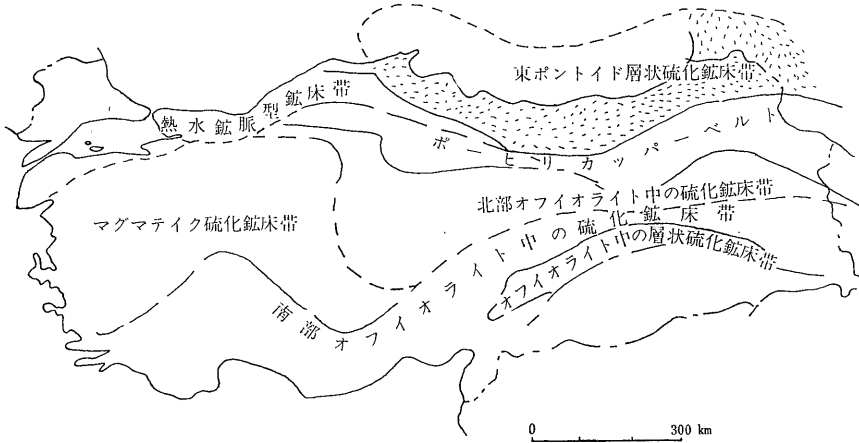 東ポントイド層状硫化鉱床帯
熱水鉱脈型鉱床帯
ポーヒリカッパーベルト
北部オフィオライト中の硫化鉱床帯
マグマテイク硫化鉱床帯
南部オフィオライト中の硫化鉱床帯
オフィオライト中の層状硫化鉱床帯
0 300 km